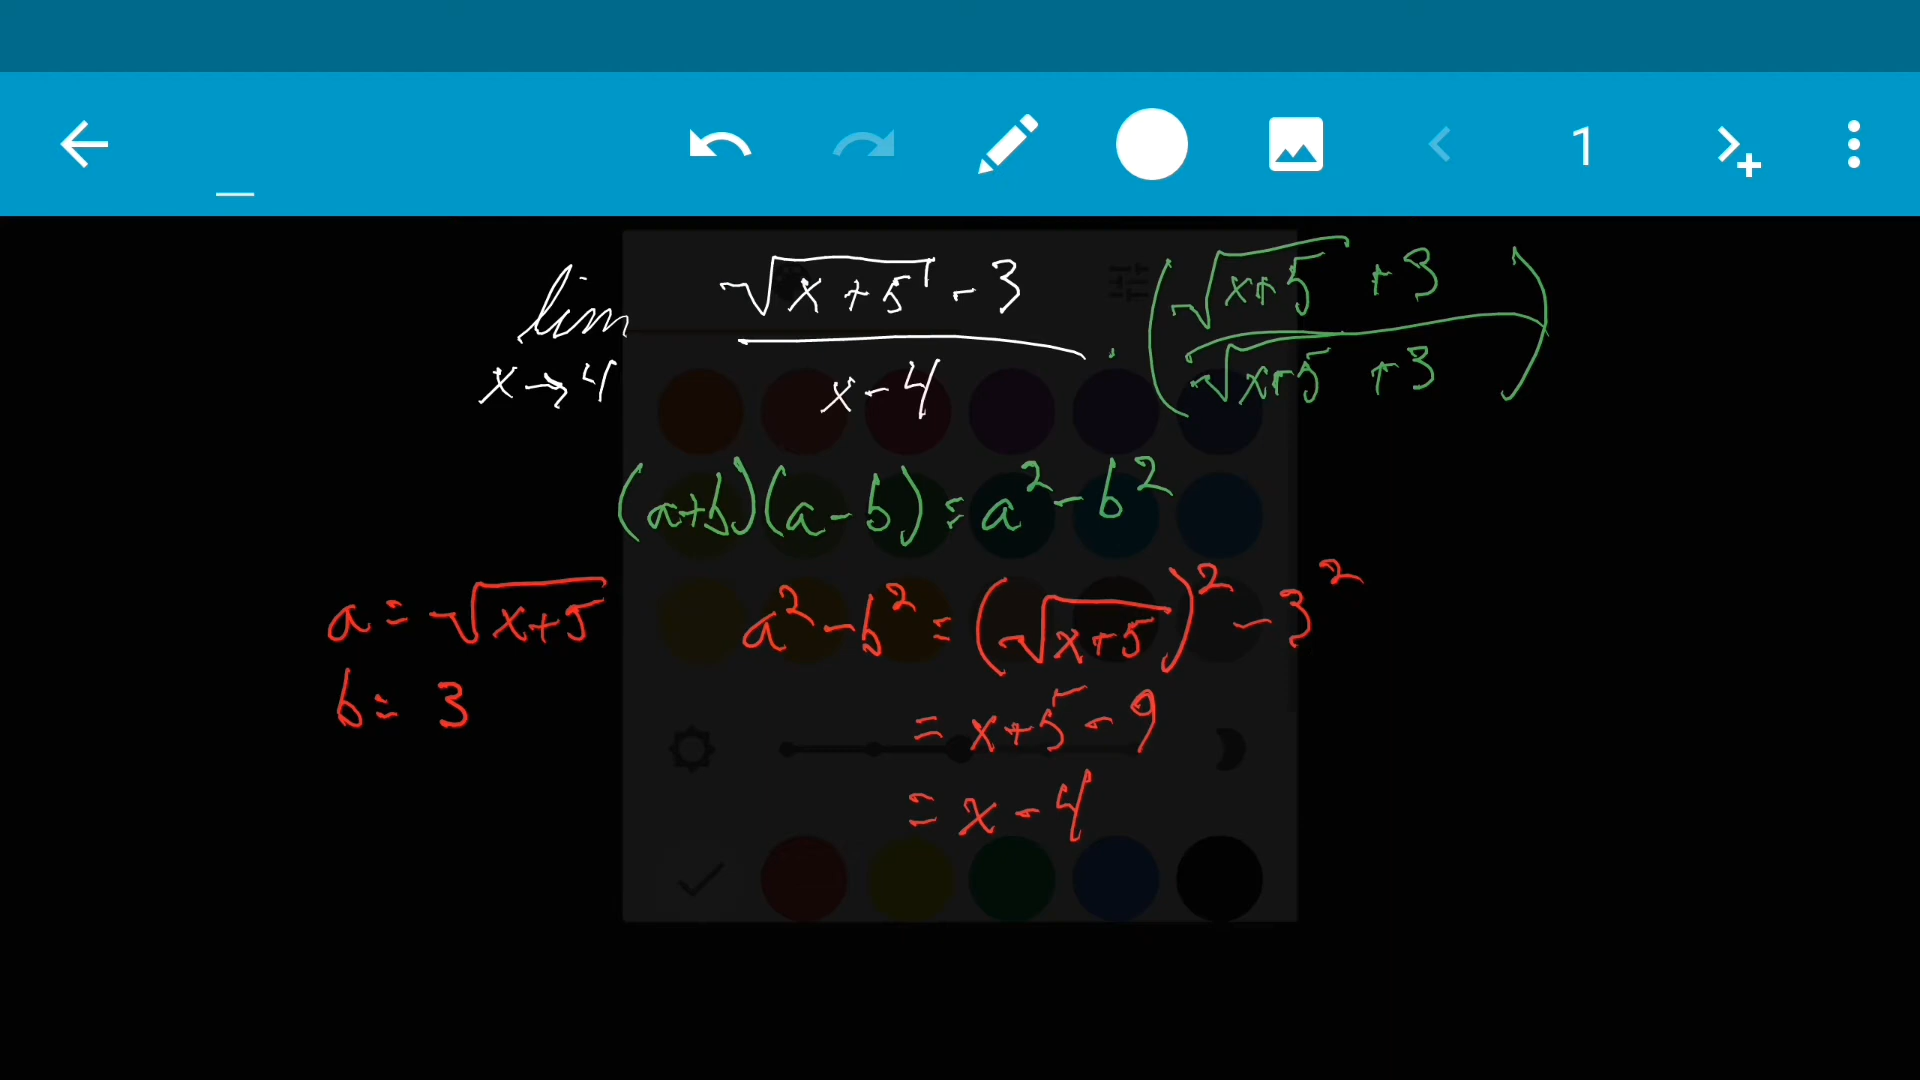 1
lim x→4 (√(x+5) - 3)/(x - 4) · ((√(x+5) + 3)/(√(x+5) + 3))
(a+b)(a-b) = a² - b²
a = √(x+5)
b = 3
a² - b² = (√(x+5))² - 3²
= x+5 - 9
= x - 4